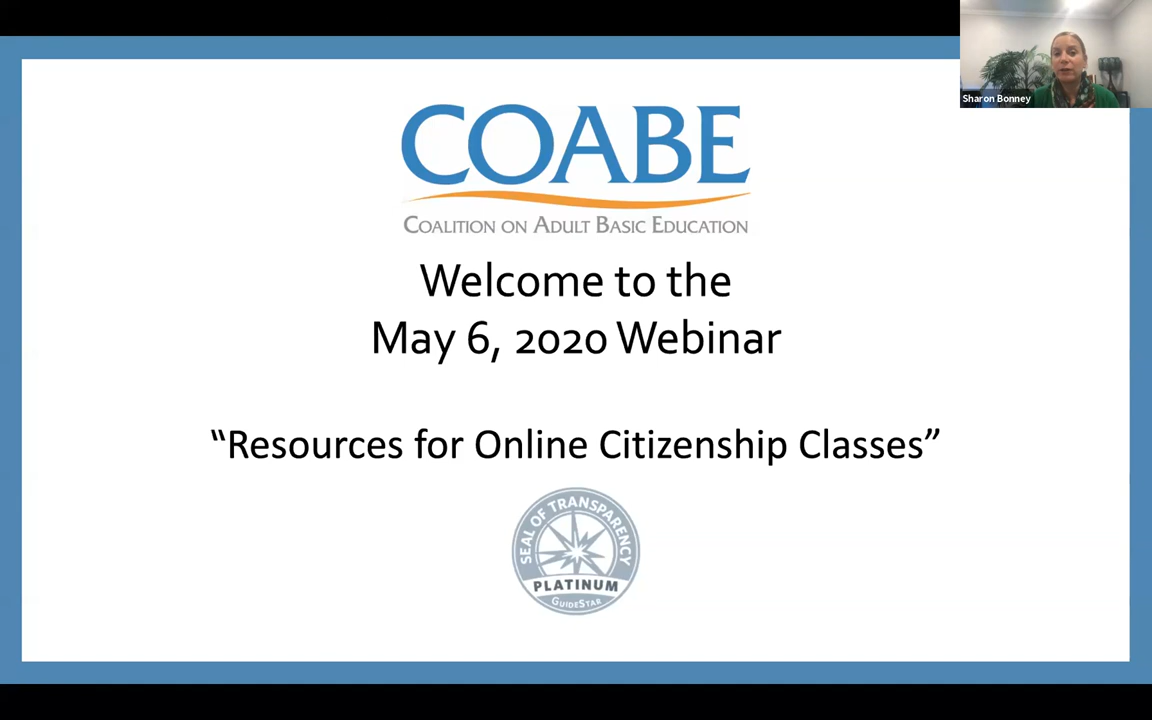 Sharon Bonney
COABE
COALITION ON ADULT BASIC EDUCATION
Welcome to the
May 6, 2020 Webinar
“Resources for Online Citizenship Classes”
SEAL OF TRANSPARENCY
PLATINUM
GUIDESTAR